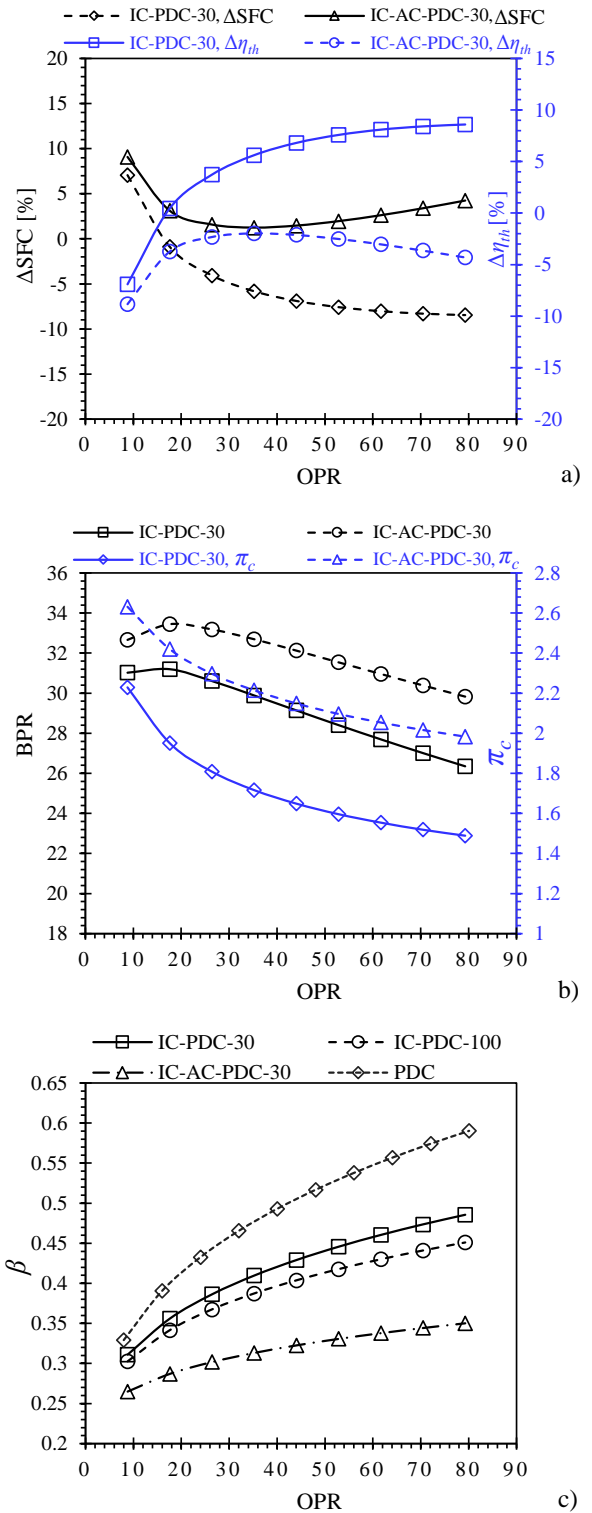 IC-PDC-30, ΔSFC IC-AC-PDC-30, ΔSFC
IC-PDC-30, Δη_th IC-AC-PDC-30, Δη_th
20 15
15 10
10 5
5 0
0 -5
-5 -10
-10 -15
-15 -20
-20
ΔSFC [%]
Δη_th [%]
0 10 20 30 40 50 60 70 80 90
OPR
a)
IC-PDC-30 IC-AC-PDC-30
IC-PDC-30, π_c IC-AC-PDC-30, π_c
36 2.8
34 2.6
32 2.4
30 2.2
28 2
26 1.8
24 1.6
22 1.4
20 1.2
18 1
BPR
π_c
0 10 20 30 40 50 60 70 80 90
OPR
b)
IC-PDC-30 IC-PDC-100
IC-AC-PDC-30 PDC
0.65
0.6
0.55
0.5
0.45
0.4
0.35
0.3
0.25
0.2
β
0 10 20 30 40 50 60 70 80 90
OPR
c)